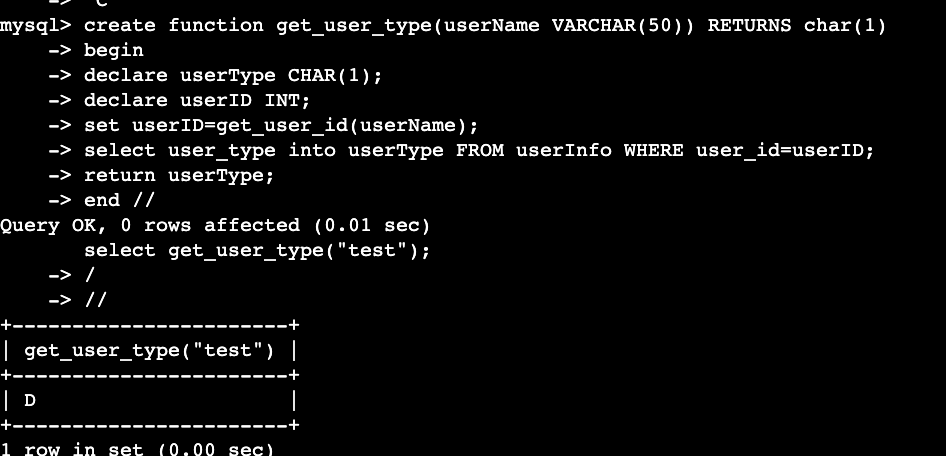 mysql> create function get_user_type(userName VARCHAR(50)) RETURNS char(1)
-> begin
-> declare userType CHAR(1);
-> declare userID INT;
-> set userID=get_user_id(userName);
-> select user_type into userType FROM userInfo WHERE user_id=userID;
-> return userType;
-> end //
Query OK, 0 rows affected (0.01 sec)
select get_user_type("test");
-> /
-> //
+-----------------------+
| get_user_type("test") |
+-----------------------+
| D                     |
+-----------------------+
1 row in set (0.00 sec)